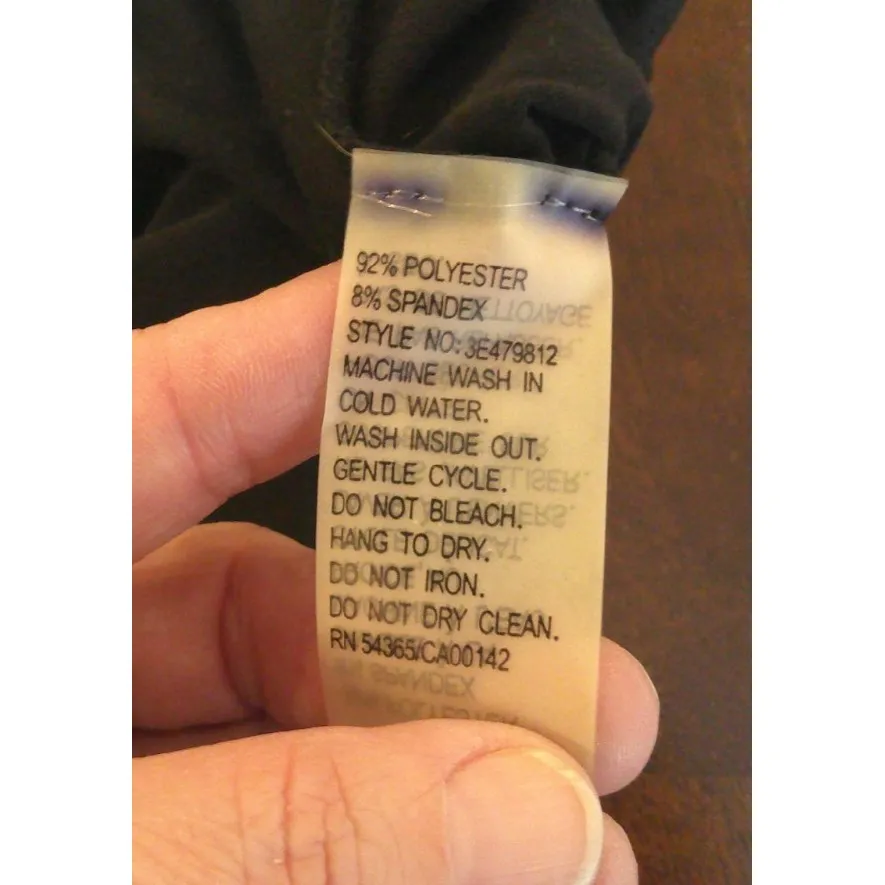 92% POLYESTER
8% SPANDEX
STYLE NO: 3E479812
MACHINE WASH IN
COLD WATER.
WASH INSIDE OUT.
GENTLE CYCLE.
DO NOT BLEACH.
HANG TO DRY.
DO NOT IRON.
DO NOT DRY CLEAN.
RN 54365/CA00142